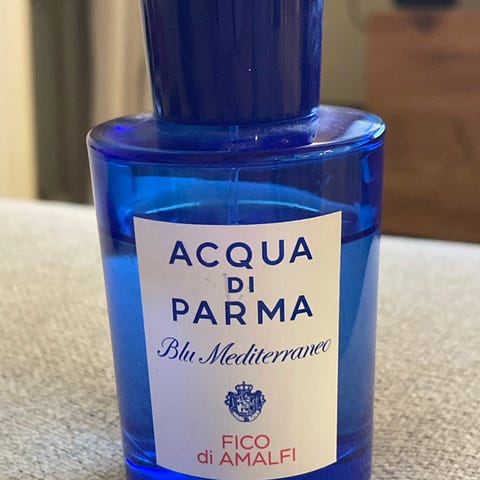 ACQUA
DI
PARMA
Blu Mediterraneo
FICO
di AMALFI